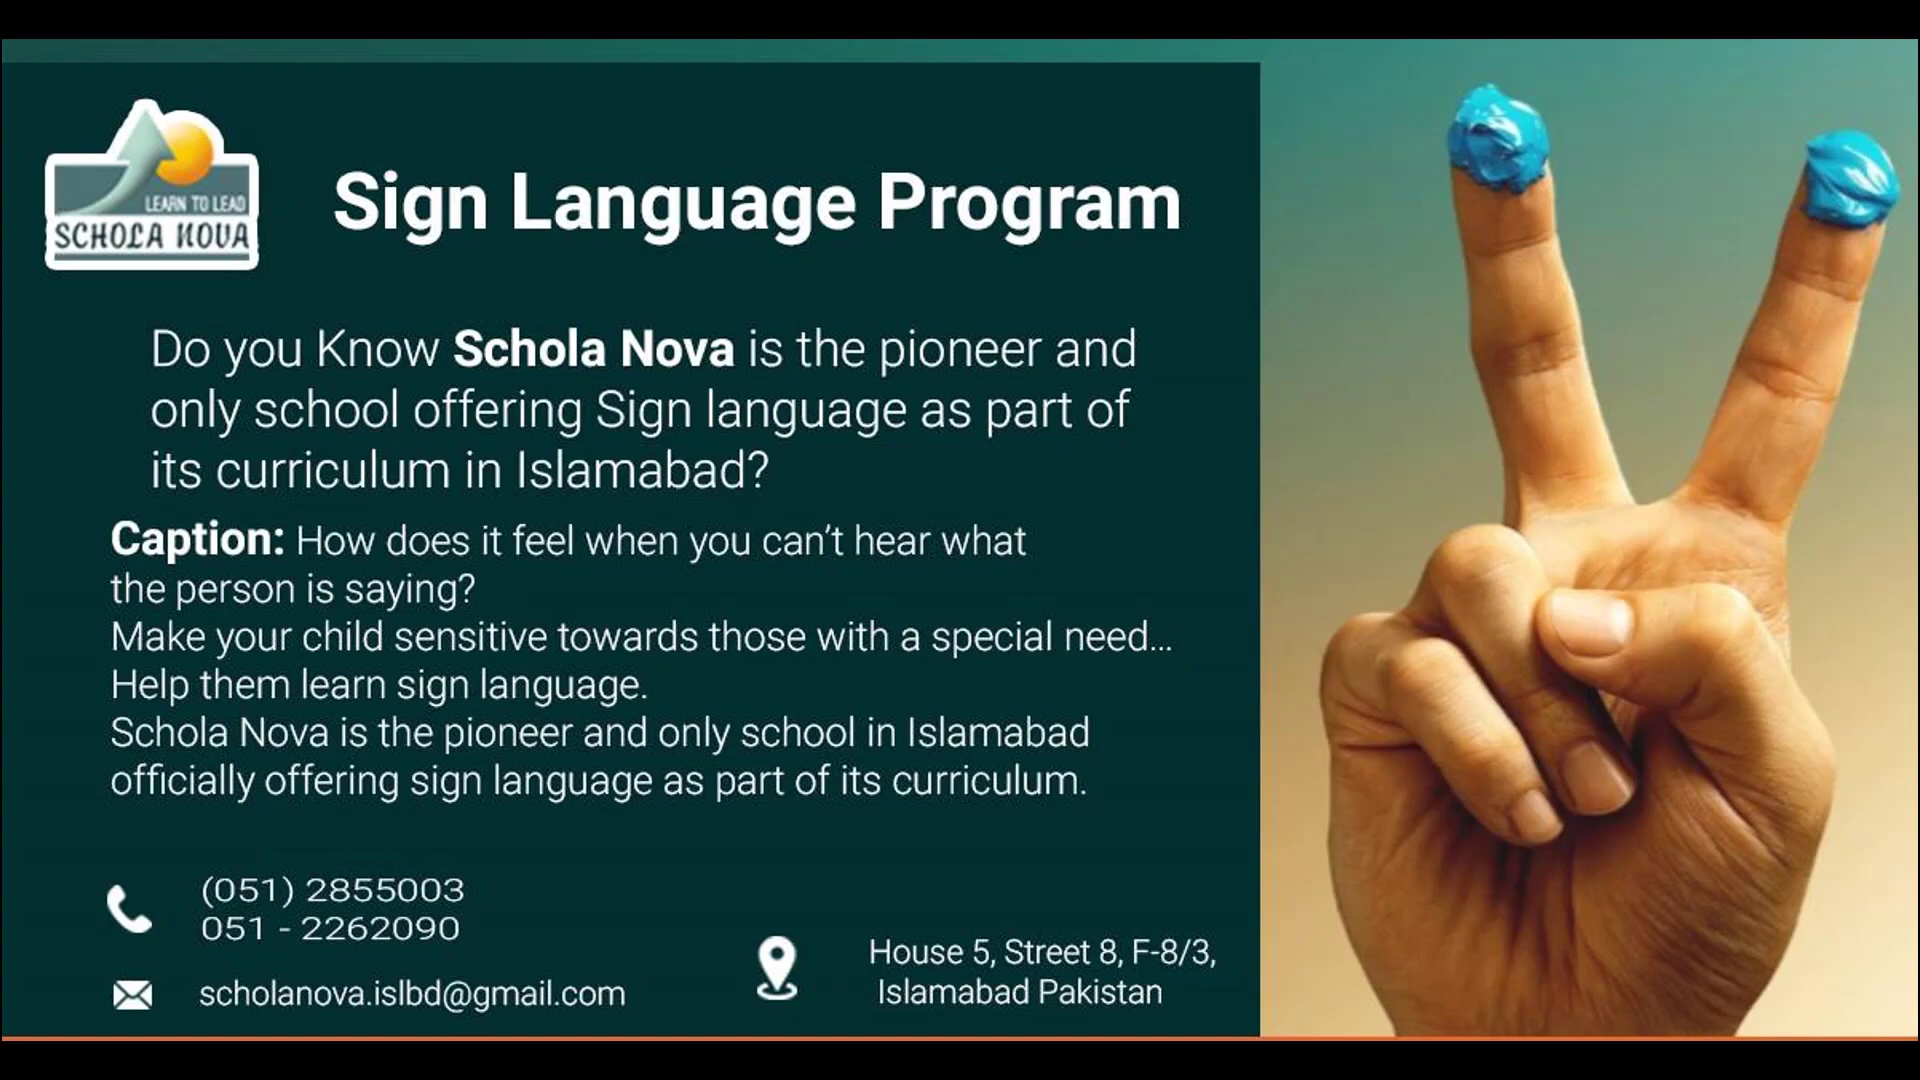 LEARN TO LEAD
SCHOLA NOVA
Sign Language Program
Do you Know Schola Nova is the pioneer and
only school offering Sign language as part of
its curriculum in Islamabad?
Caption: How does it feel when you can’t hear what
the person is saying?
Make your child sensitive towards those with a special need...
Help them learn sign language.
Schola Nova is the pioneer and only school in Islamabad
officially offering sign language as part of its curriculum.
(051) 2855003
051 - 2262090
scholanova.islbd@gmail.com
House 5, Street 8, F-8/3,
Islamabad Pakistan